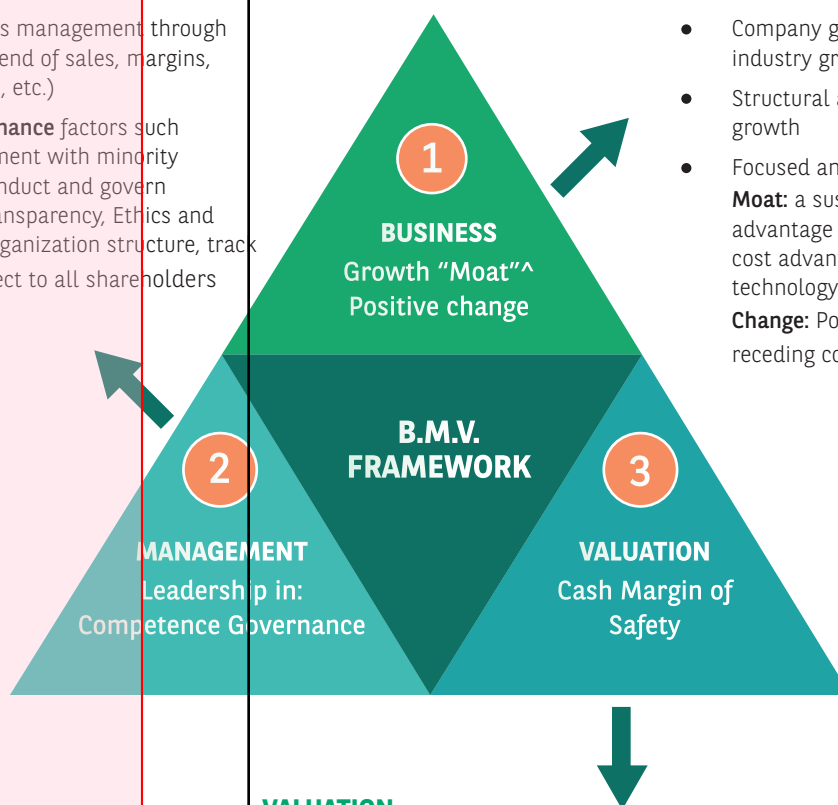 s management through
end of sales, margins,
, etc.)
nance factors such
ment with minority
nduct and govern
ansparency, Ethics and
ganization structure, track
ect to all shareholders
1
BUSINESS
Growth “Moat”^
Positive change
● Company g
industry gr
● Structural a
growth
● Focused an
Moat: a sus
advantage
cost advan
technology
Change: Po
receding co
B.M.V.
FRAMEWORK
2
MANAGEMENT
Leadership in:
Competence Governance
3
VALUATION
Cash Margin of
Safety
VALUATION